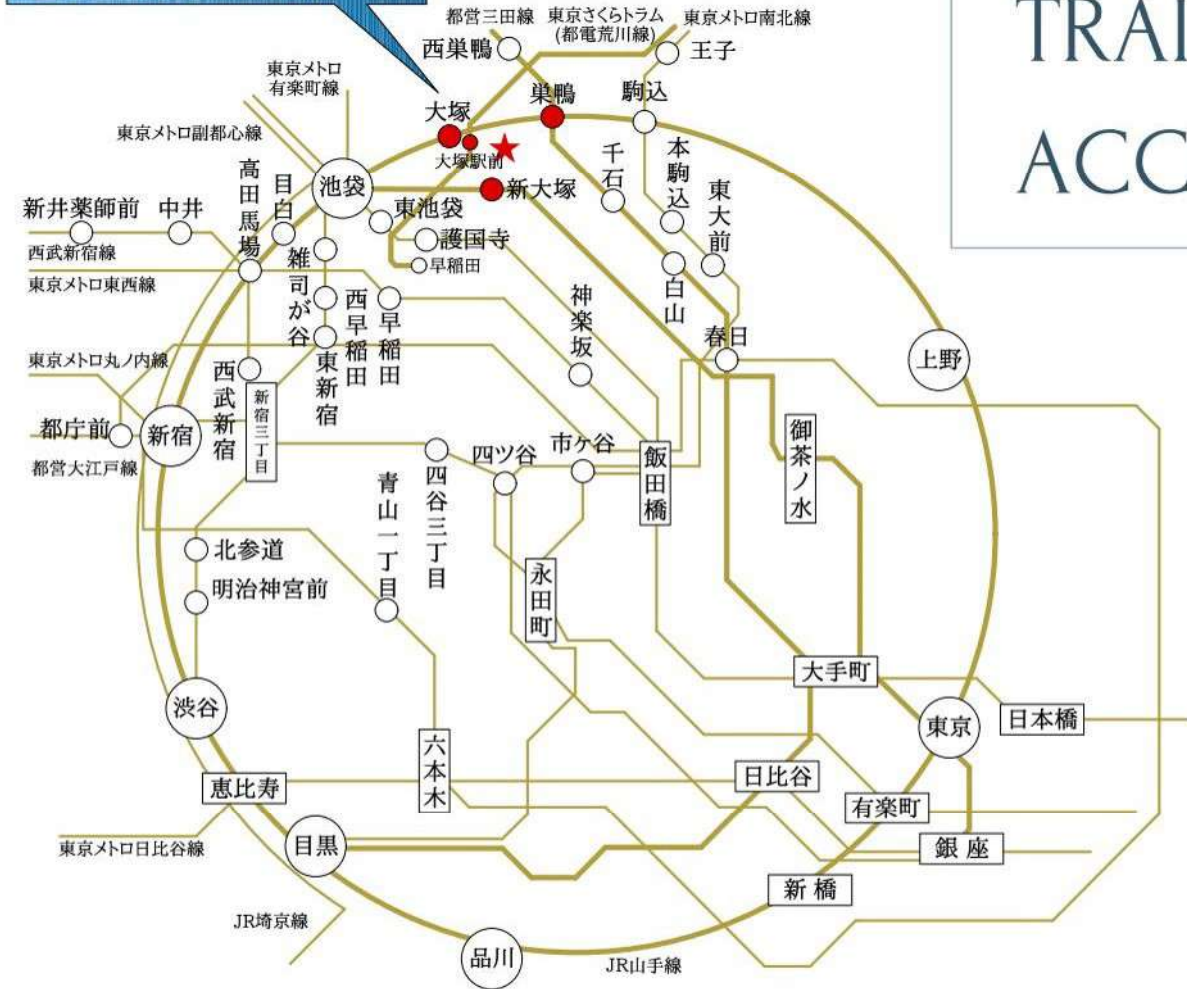 TRAI
ACC
都営三田線
東京さくらトラム
(都電荒川線)
東京メトロ南北線
西巣鴨
王子
東京メトロ
有楽町線
大塚
巣鴨
駒込
東京メトロ副都心線
大塚駅前
千石
本駒込
東大前
池袋
新大塚
高田馬場
目白
新井薬師前
中井
東池袋
護国寺
西武新宿線
早稲田
東京メトロ東西線
雑司が谷
西早稲田
早稲田
白山
神楽坂
春日
上野
東京メトロ丸ノ内線
東新宿
西武新宿
新宿三丁目
都庁前
新宿
四ツ谷
市ヶ谷
飯田橋
御茶ノ水
都営大江戸線
四谷三丁目
青山一丁目
北参道
明治神宮前
永田町
大手町
渋谷
東京
日本橋
六本木
恵比寿
日比谷
有楽町
東京メトロ日比谷線
目黒
銀座
新橋
JR埼京線
品川
JR山手線